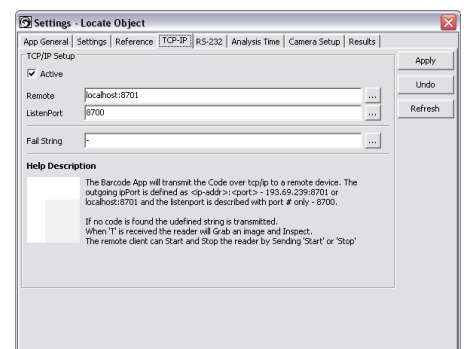 Settings - Locate Object
App General Settings Reference TCP-IP RS-232 Analysis Time Camera Setup Results
TCP/IP Setup
Apply
Active
Undo
Remote localhost:8701 ...
Refresh
ListenPort 8700 ...
Fail String - ...
Help Description
The Barcode App will transmit the Code over tcp/ip to a remote device. The
outgoing ipPort is defined as <ip-addr>:<port> - 193.69.239:8701 or
localhost:8701 and the listenport is described with port # only - 8700.
If no code is found the udefined string is transmitted.
When 'T' is received the reader will Grab an image and Inspect.
The remote client can Start and Stop the reader by Sending 'Start' or 'Stop'